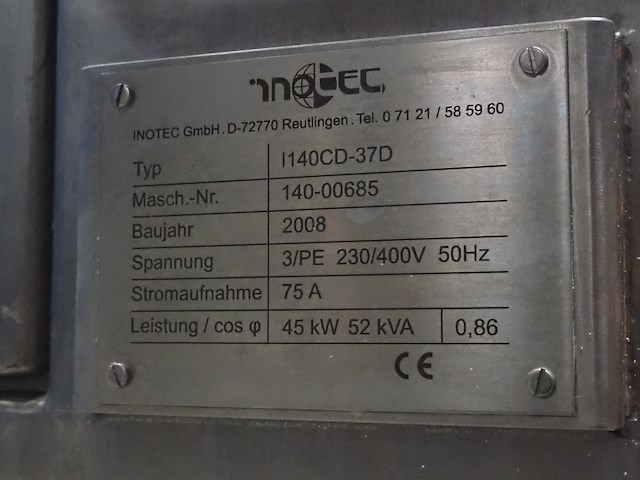 inotec
INOTEC GmbH. D-72770 Reutlingen. Tel. 0 71 21 / 58 59 60
Typ I140CD-37D
Masch.-Nr. 140-00685
Baujahr 2008
Spannung 3/PE 230/400V 50Hz
Stromaufnahme 75 A
Leistung / cos φ 45 kW 52 kVA 0,86
CE